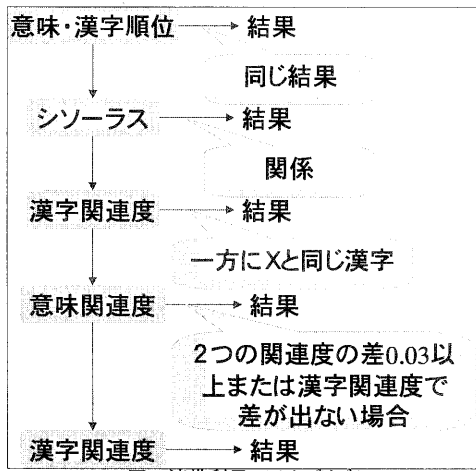 意味・漢字順位 → 結果
同じ結果
シソーラス → 結果
関係
漢字関連度 → 結果
一方にXと同じ漢字
意味関連度 → 結果
2つの関連度の差0.03以
上または漢字関連度で
差が出ない場合
漢字関連度 → 結果